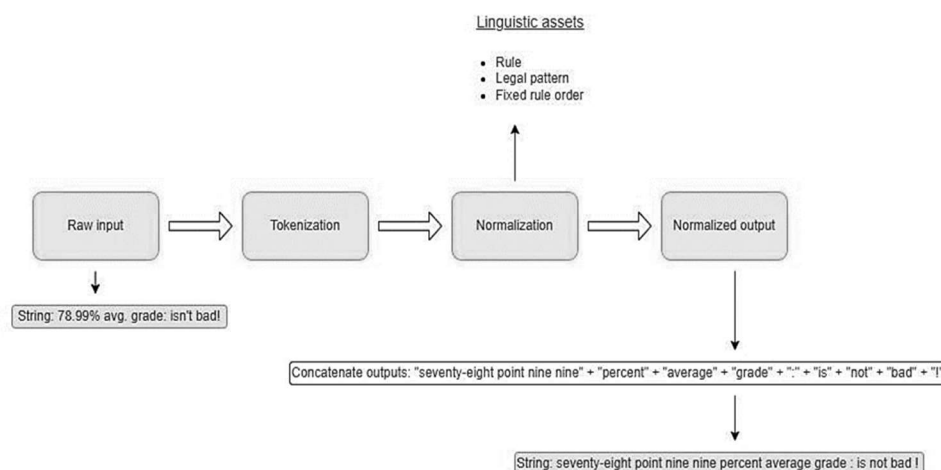 Linguistic assets
• Rule
• Legal pattern
• Fixed rule order
Raw input
Tokenization
Normalization
Normalized output
String: 78.99% avg. grade: isn't bad!
Concatenate outputs: "seventy-eight point nine nine" + "percent" + "average" + "grade" + ":" + "is" + "not" + "bad" + "!"
String: seventy-eight point nine nine percent average grade : is not bad !